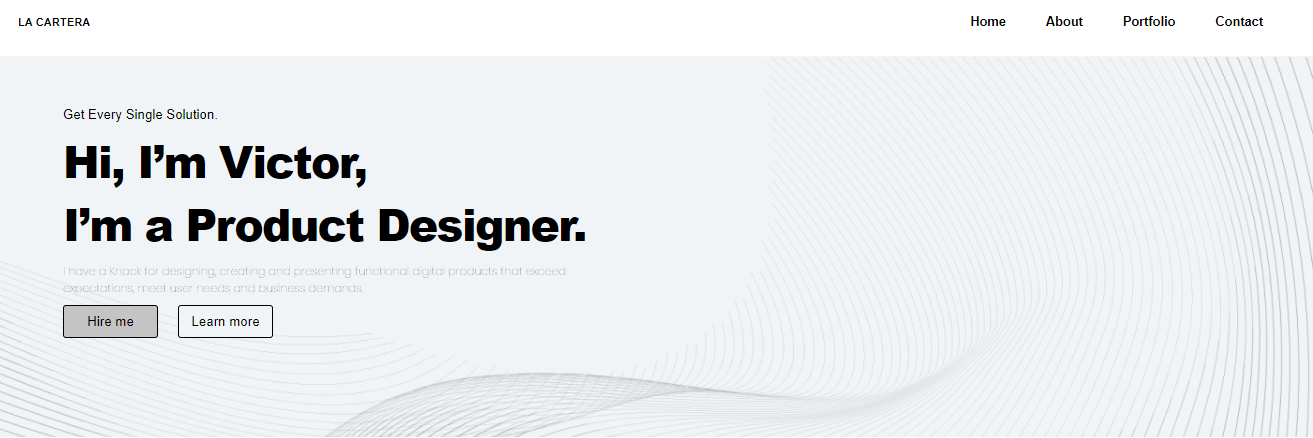 LA CARTERA
Home About Portfolio Contact
Get Every Single Solution.
Hi, I’m Victor,
I’m a Product Designer.
I have a Knack for designing, creating and presenting functional digital products that exceed
expectations, meet user needs and business demands.
Hire me Learn more